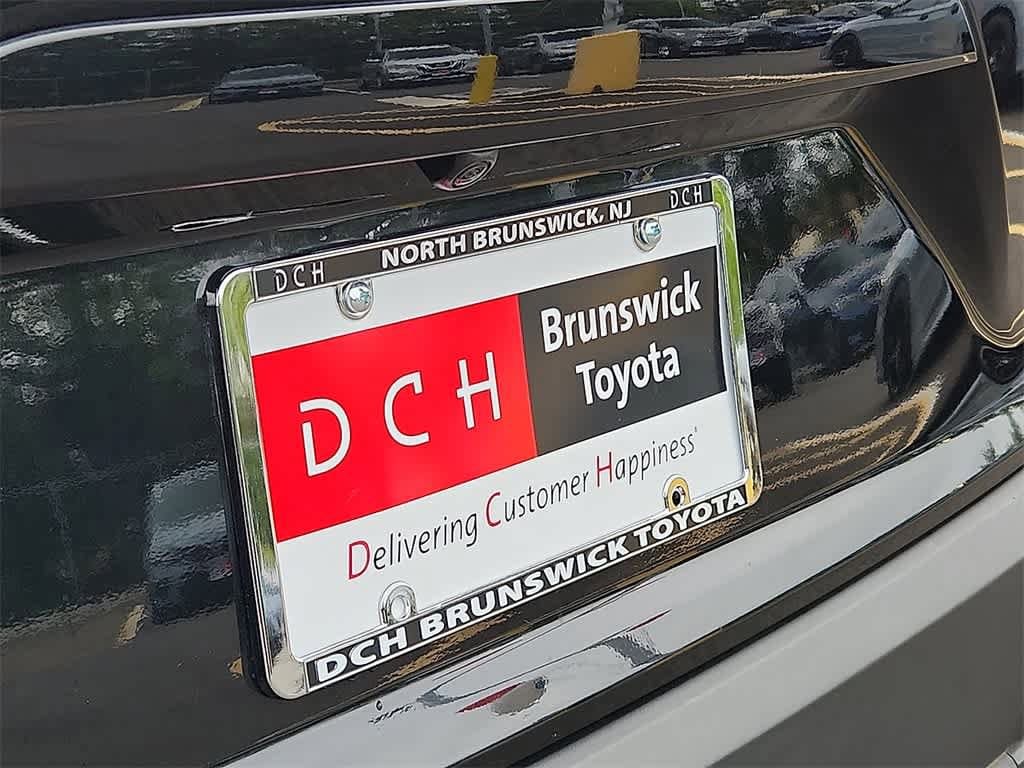 DCH NORTH BRUNSWICK, NJ DCH
DCH
Brunswick
Toyota
Delivering Customer Happiness'
DCH BRUNSWICK TOYOTA